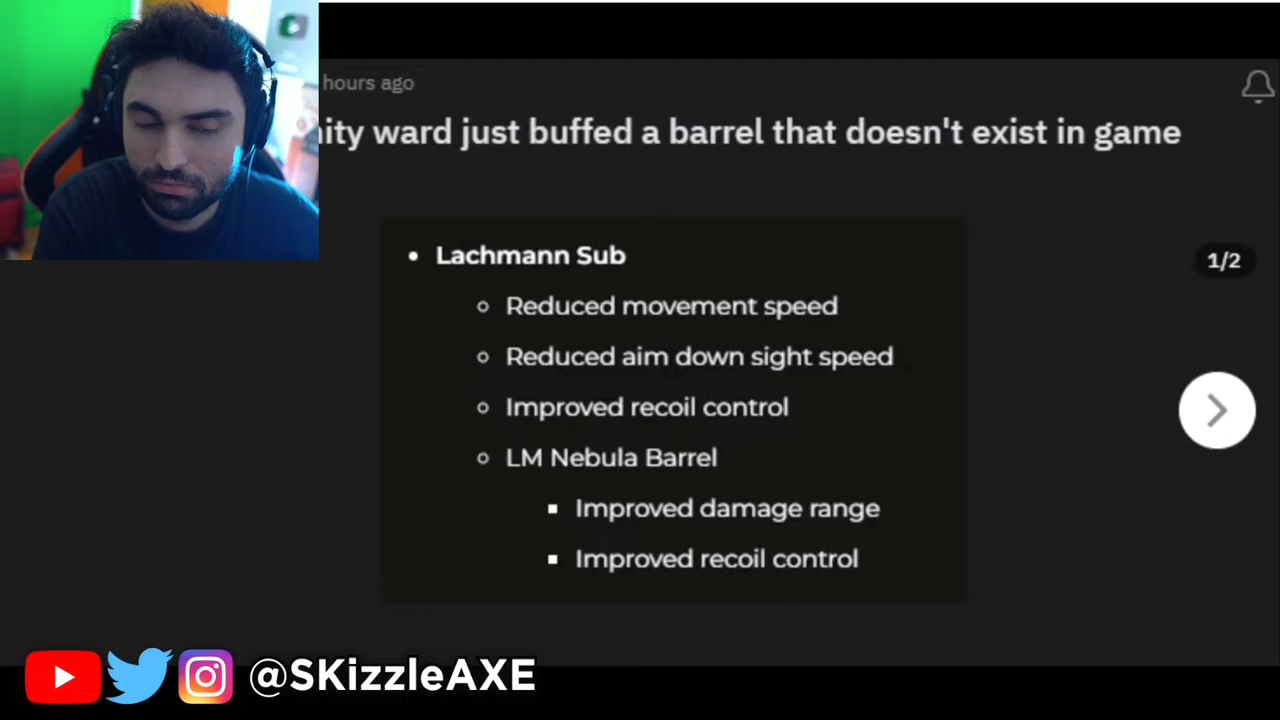 hours ago
ward just buffed a barrel that doesn't exist in game
• Lachmann Sub
1/2
○ Reduced movement speed
○ Reduced aim down sight speed
○ Improved recoil control
○ LM Nebula Barrel
▪ Improved damage range
▪ Improved recoil control
@SKizzleAXE